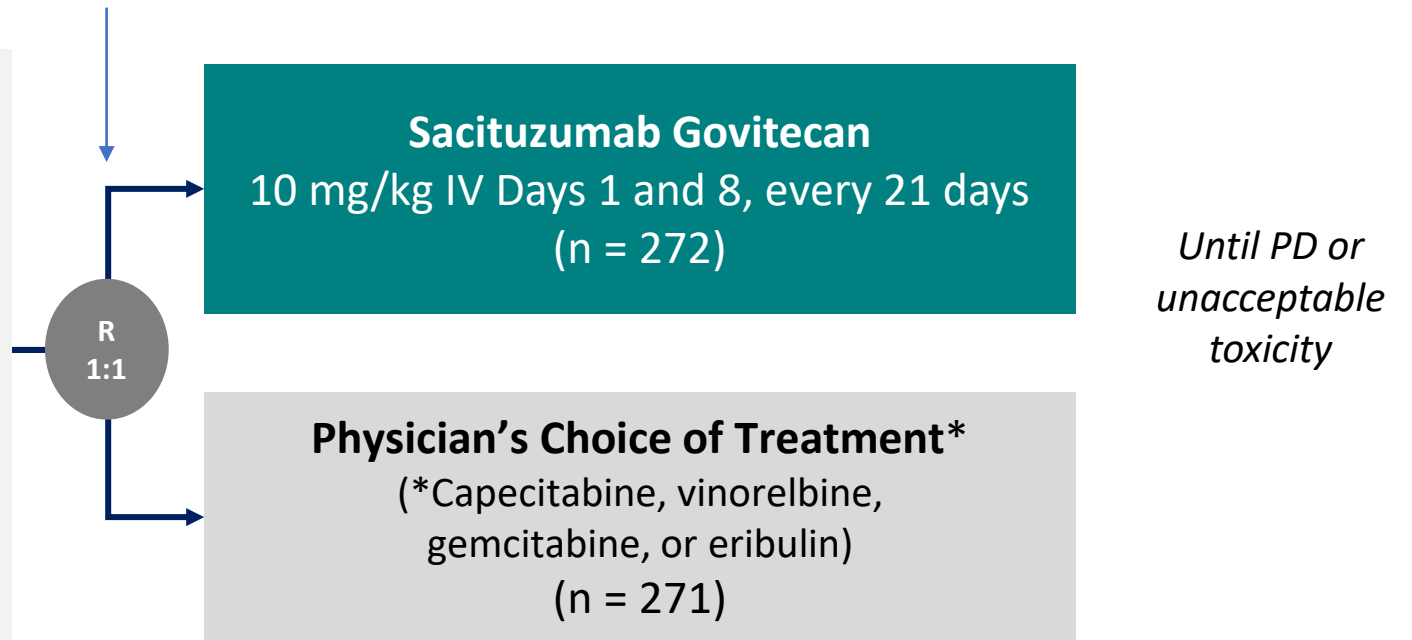 Sacituzumab Govitecan
10 mg/kg IV Days 1 and 8, every 21 days
(n = 272)
Until PD or
unacceptable
toxicity
R
1:1
Physician’s Choice of Treatment*
(*Capecitabine, vinorelbine,
gemcitabine, or eribulin)
(n = 271)